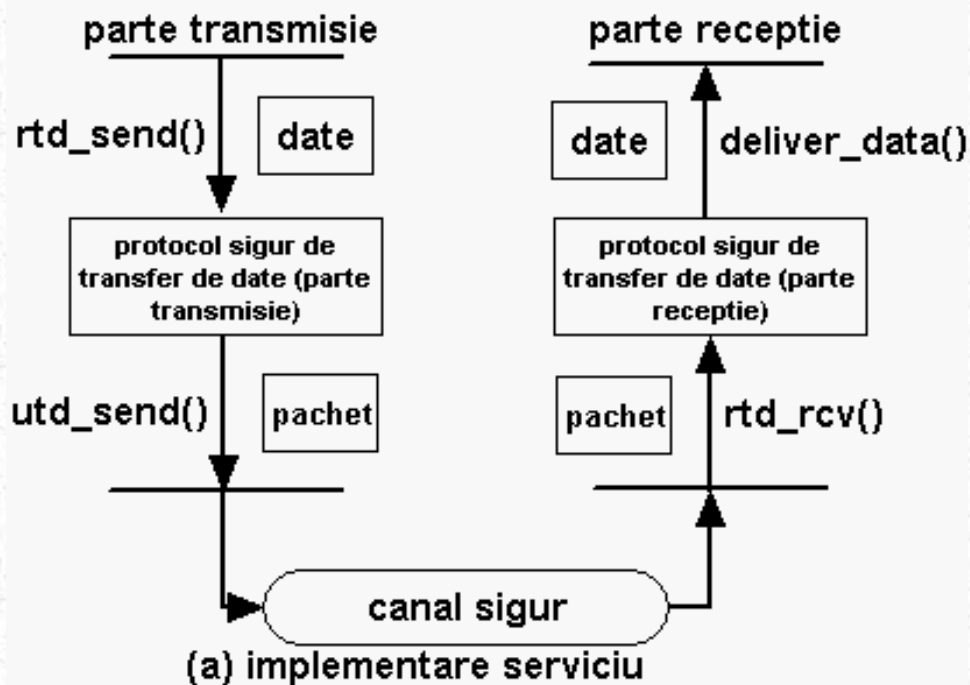 parte transmisie
parte receptie
rtd_send()
date
date
deliver_data()
protocol sigur de
transfer de date (parte
transmisie)
protocol sigur de
transfer de date (parte
receptie)
utd_send()
pachet
pachet
rtd_rcv()
canal sigur
(a) implementare serviciu